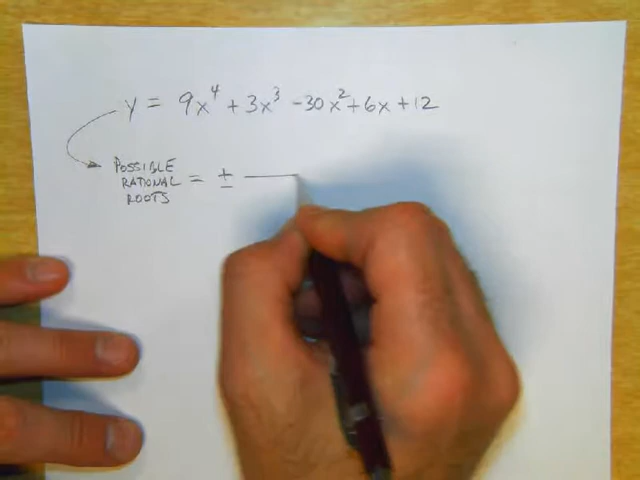 y = 9x⁴ + 3x³ - 30x² + 6x + 12
POSSIBLE
RATIONAL = ±
ROOTS